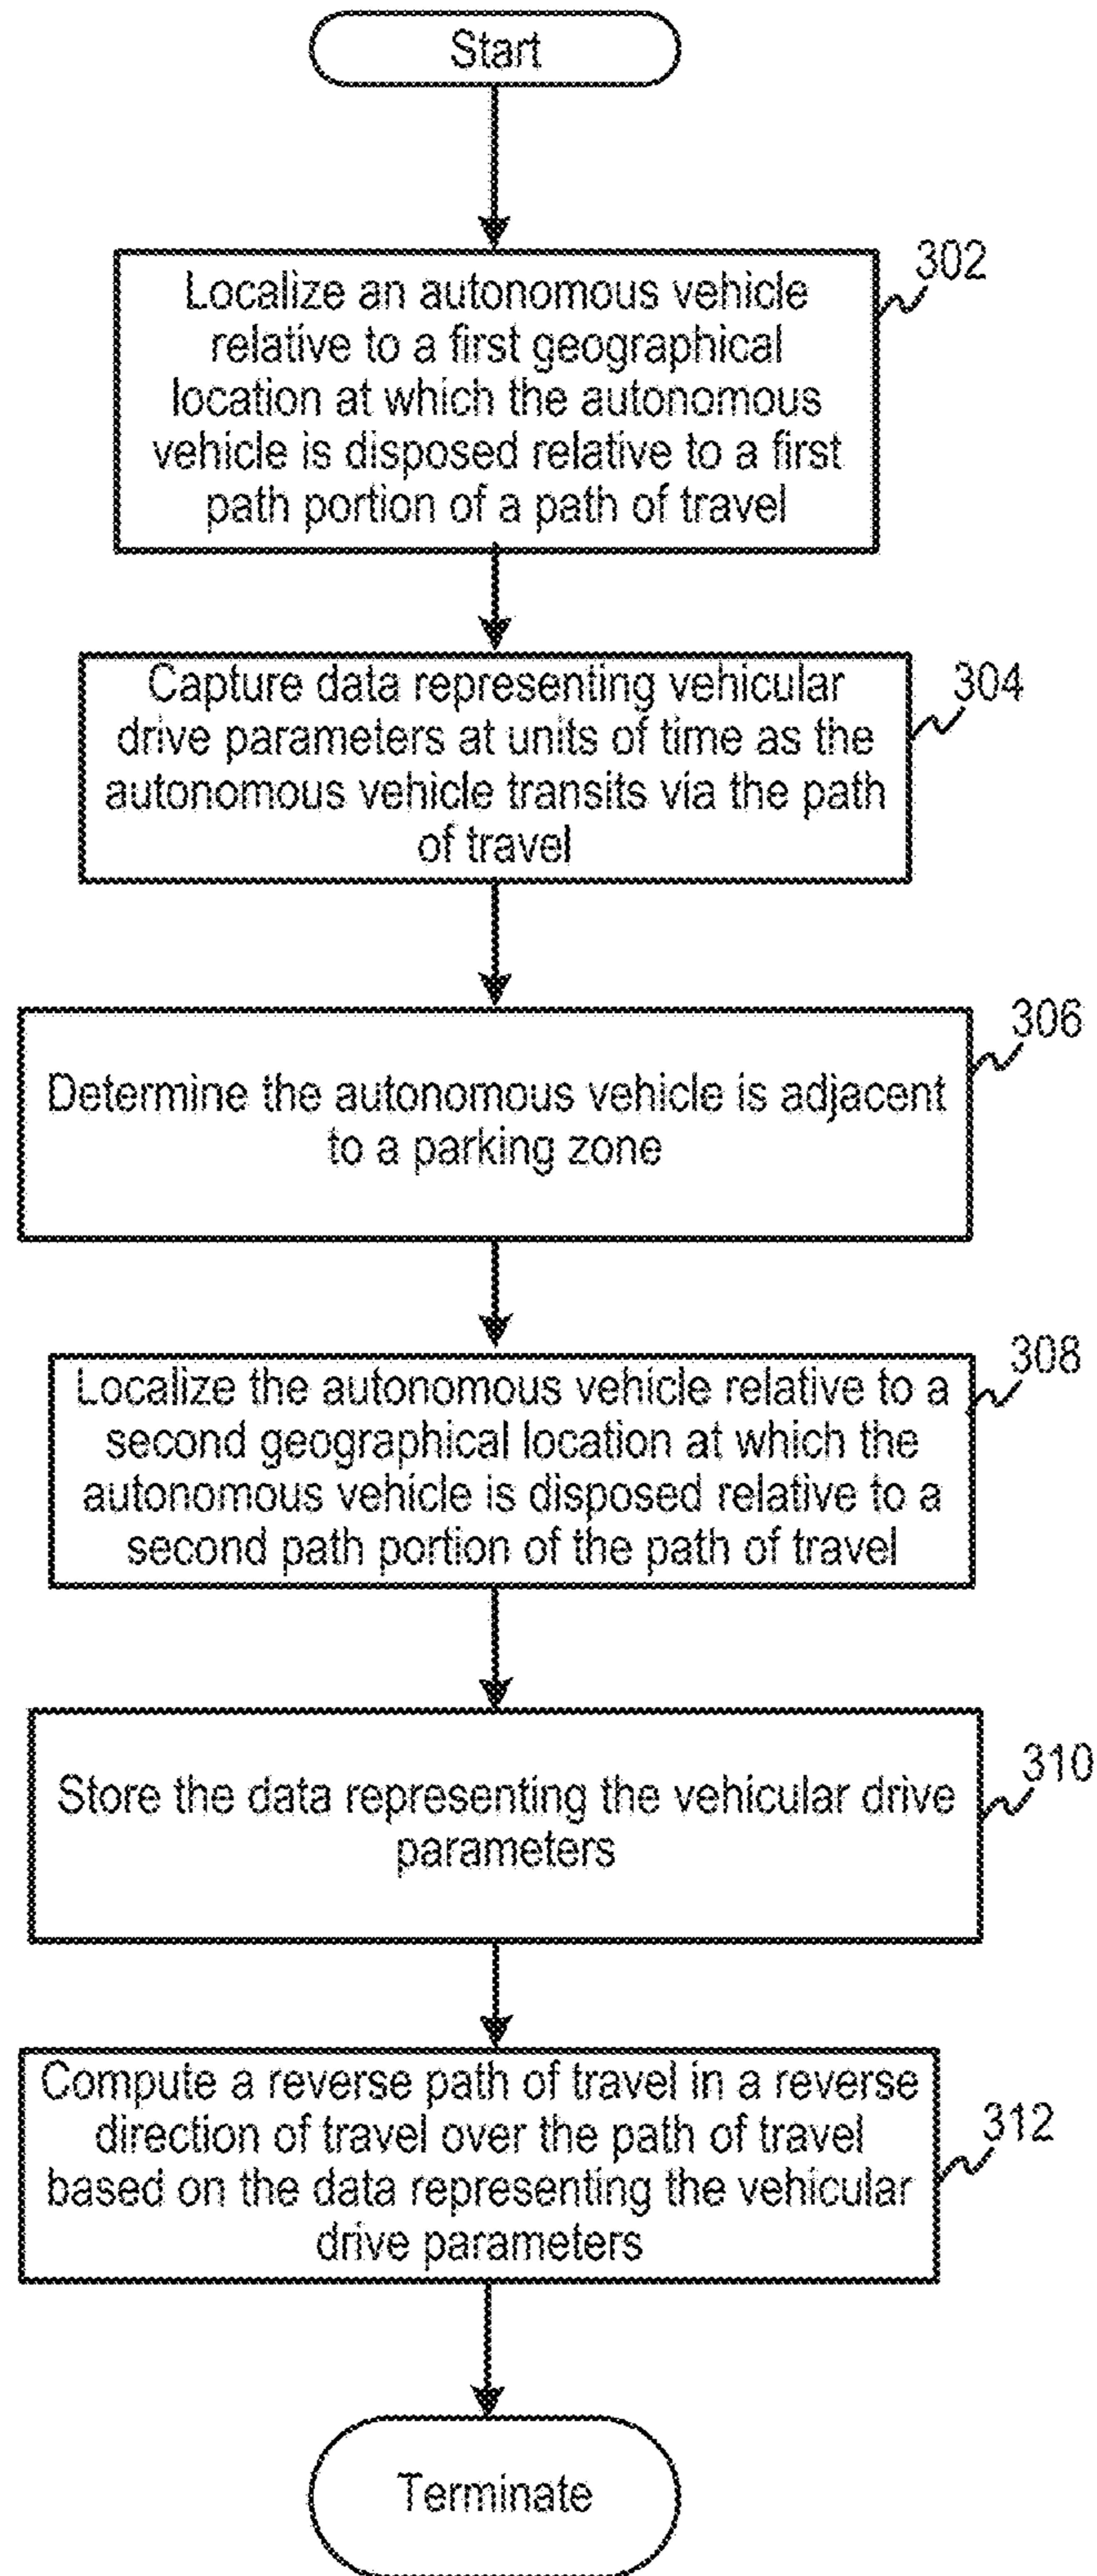 Start
302
Localize an autonomous vehicle
relative to a first geographical
location at which the autonomous
vehicle is disposed relative to a first
path portion of a path of travel
304
Capture data representing vehicular
drive parameters at units of time as the
autonomous vehicle transits via the path
of travel
306
Determine the autonomous vehicle is adjacent
to a parking zone
308
Localize the autonomous vehicle relative to a
second geographical location at which the
autonomous vehicle is disposed relative to a
second path portion of the path of travel
310
Store the data representing the vehicular drive
parameters
312
Compute a reverse path of travel in a reverse
direction of travel over the path of travel
based on the data representing the vehicular
drive parameters
Terminate